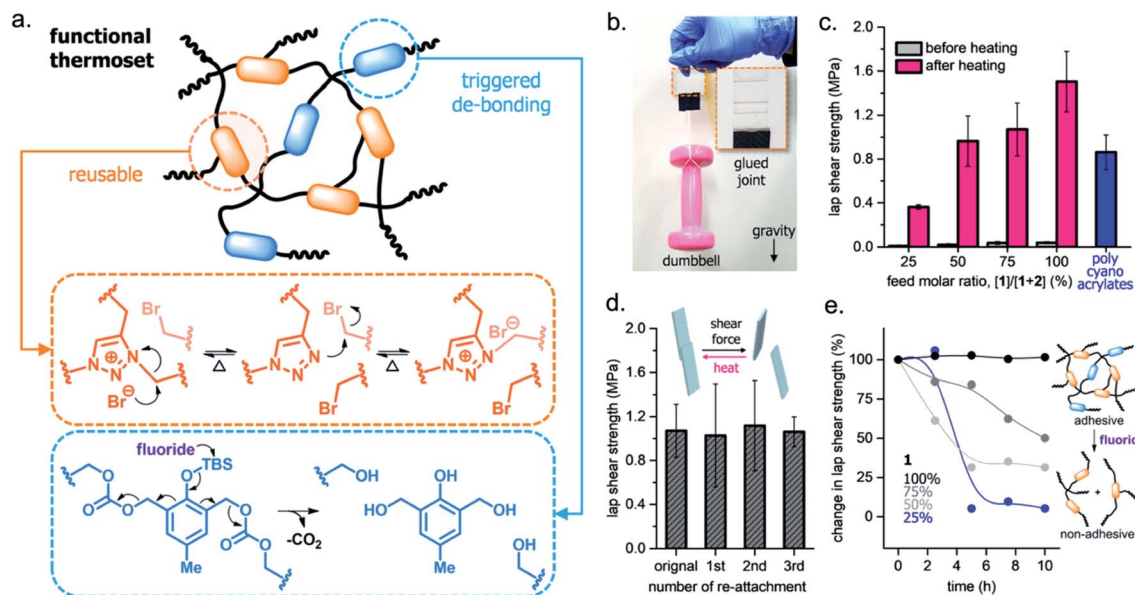 a.
functional
thermoset
triggered
de-bonding
reusable
Br
⊕
N
N
N
Br⊖
Δ
N
N
N
Br
Br
Δ
Br⊖
⊕
N
N
N
Br
fluoride
TBS
O
O
O
O
O
O
O
Me
-CO2
OH
OH
HO
OH
Me
OH
b.
glued
joint
gravity
dumbbell
c.
before heating
after heating
lap shear strength (MPa)
2.0
1.6
1.2
0.8
0.4
0.0
25
50
75
100
feed molar ratio, [1]/[1+2] (%)
poly
cyano
acrylates
d.
shear
force
heat
lap shear strength (MPa)
2.0
1.6
1.2
0.8
0.4
0.0
orignal
1st
2nd
3rd
number of re-attachment
e.
change in lap shear strength (%)
125
100
75
50
25
0
1
100%
75%
50%
25%
0
2
4
6
8
10
time (h)
adhesive
fluoride
+
non-adhesive